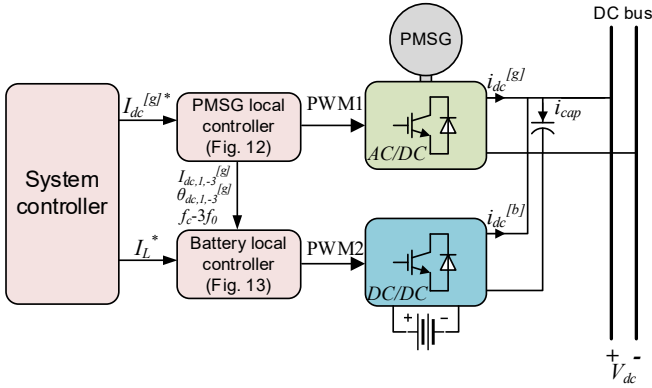 DC bus
PMSG
System
controller
I_dc^[g]*
PMSG local
controller
(Fig. 12)
PWM1
AC/DC
i_dc^[g]
i_cap
I_dc,1,-3^[g]
θ_dc,1,-3^[g]
f_c-3f_0
I_L*
Battery local
controller
(Fig. 13)
PWM2
DC/DC
i_dc^[b]
+ -
+ -
V_dc